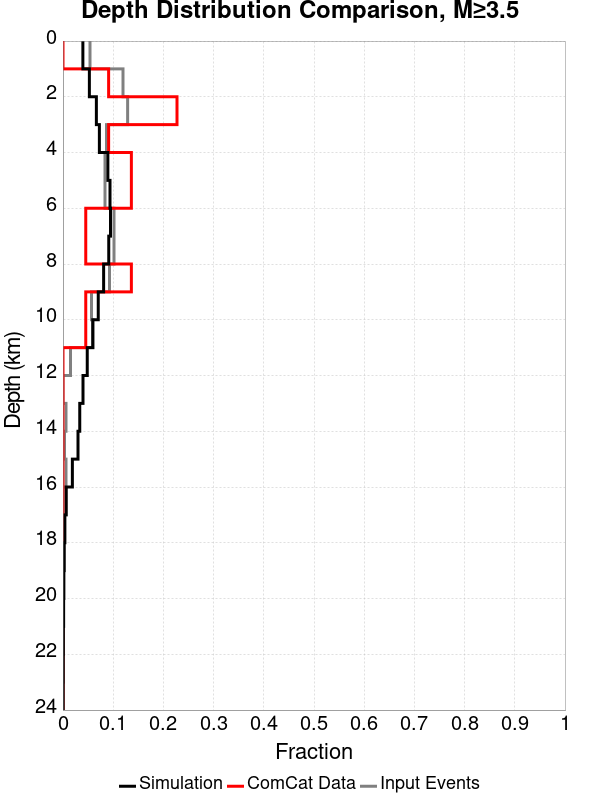 Depth Distribution Comparison, M≥3.5
0
2
4
6
8
10
12
14
16
18
20
22
24
Depth (km)
0 0.1 0.2 0.3 0.4 0.5 0.6 0.7 0.8 0.9 1
Fraction
Simulation ComCat Data Input Events